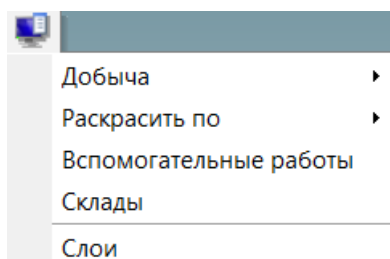 Добыча
Раскрасить по
Вспомогательные работы
Склады
Слои